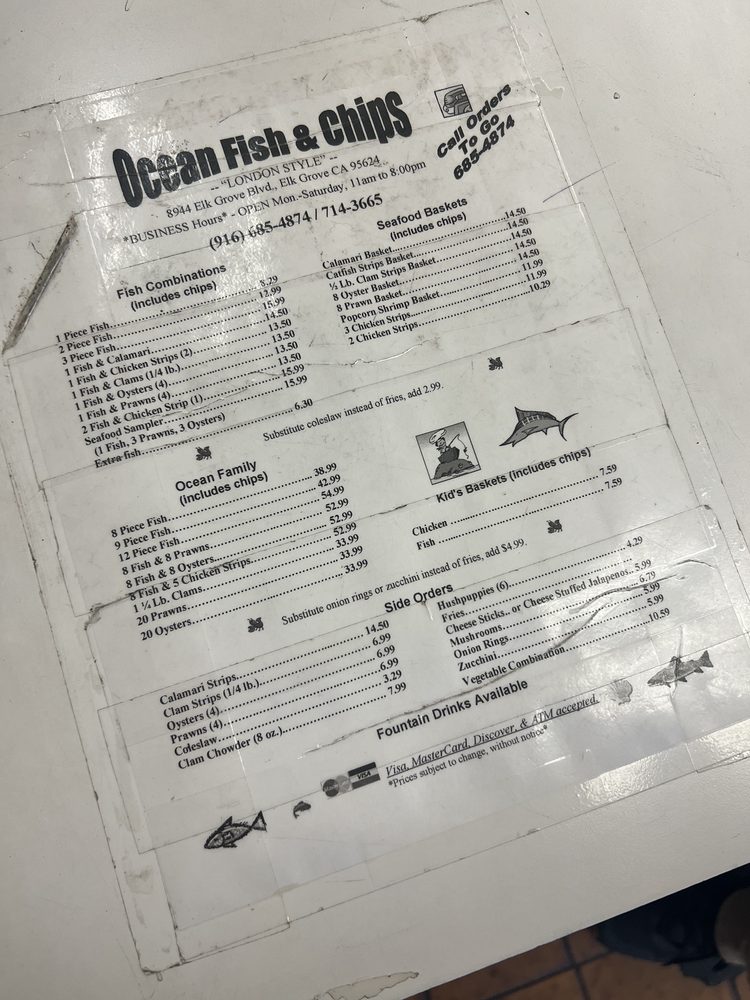 Ocean Fish & Chips
-- "LONDON STYLE" --
8944 Elk Grove Blvd., Elk Grove CA 95624
*BUSINESS Hours* - OPEN Mon.-Saturday, 11am to 8:00pm
(916) 685-4874 / 714-3665
Call Orders
To Go
685-4874
Fish Combinations
(includes chips)
1 Piece Fish 8.29
2 Piece Fish 12.99
3 Piece Fish 15.99
1 Fish & Calamari 14.50
1 Fish & Chicken Strips (2) 13.50
1 Fish & Clams (1/4 lb.) 13.50
1 Fish & Oysters (4) 13.50
1 Fish & Prawns (4) 13.50
2 Fish & Chicken Strip (1) 15.99
Seafood Sampler 15.99
(1 Fish, 3 Prawns, 3 Oysters)
Extra fish 6.30
Seafood Baskets
(includes chips)
Calamari Basket 14.50
Catfish Strips Basket 14.50
½ Lb. Clam Strips Basket 14.50
8 Oyster Basket 14.50
8 Prawn Basket 14.50
Popcorn Shrimp Basket 11.99
3 Chicken Strips 11.99
2 Chicken Strips 10.29
Substitute coleslaw instead of fries, add 2.99.
Ocean Family
(includes chips)
8 Piece Fish 38.99
9 Piece Fish 42.99
12 Piece Fish 54.99
8 Fish & 8 Prawns 52.99
8 Fish & 8 Oysters 52.99
8 Fish & 5 Chicken Strips 52.99
1 ¼ Lb. Clams 33.99
20 Prawns 33.99
20 Oysters 33.99
Kid's Baskets (includes chips)
Chicken 7.59
Fish 7.59
Substitute onion rings or zucchini instead of fries, add $4.99.
Side Orders
Calamari Strips 14.50
Clam Strips (1/4 lb.) 6.99
Oysters (4) 6.99
Prawns (4) 6.99
Coleslaw 3.29
Clam Chowder (8 oz.) 7.99
Hushpuppies (6) 4.29
Fries
Cheese Sticks.. or Cheese Stuffed Jalapenos.. 5.99
Mushrooms 6.79
Onion Rings 5.99
Zucchini 5.99
Vegetable Combination 10.59
Fountain Drinks Available
VISA
Visa, MasterCard, Discover, & ATM accepted.
*Prices subject to change, without notice*